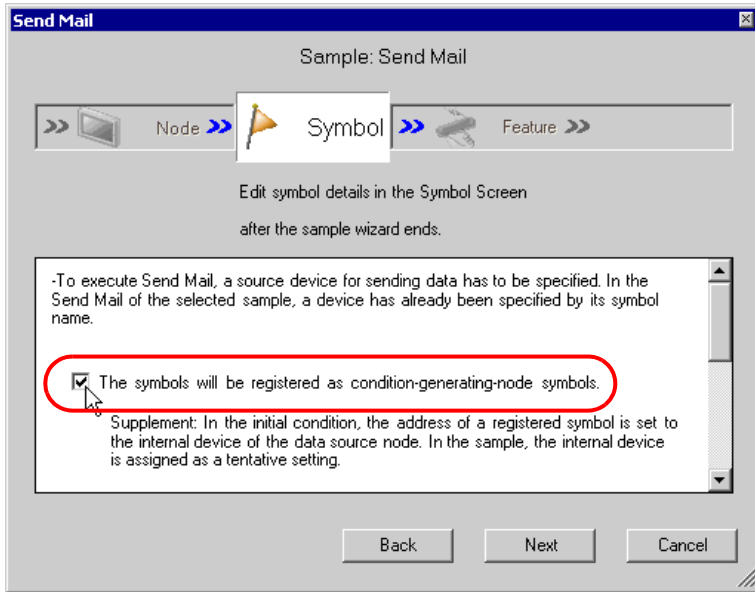 Send Mail
Sample: Send Mail
>> Node >> Symbol >> Feature >>
Edit symbol details in the Symbol Screen
after the sample wizard ends.
-To execute Send Mail, a source device for sending data has to be specified. In the
Send Mail of the selected sample, a device has already been specified by its symbol
name.
The symbols will be registered as condition-generating-node symbols.
Supplement: In the initial condition, the address of a registered symbol is set to
the internal device of the data source node. In the sample, the internal device
is assigned as a tentative setting.
Back Next Cancel